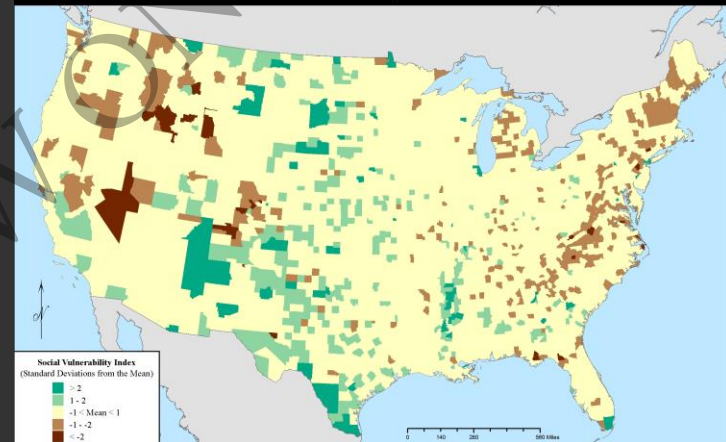 Social Vulnerability Index
(Standard Deviations from the Mean)
> 2
1 - 2
-1 < Mean < 1
-1 - -2
< -2
N
0 140 280 560 Miles